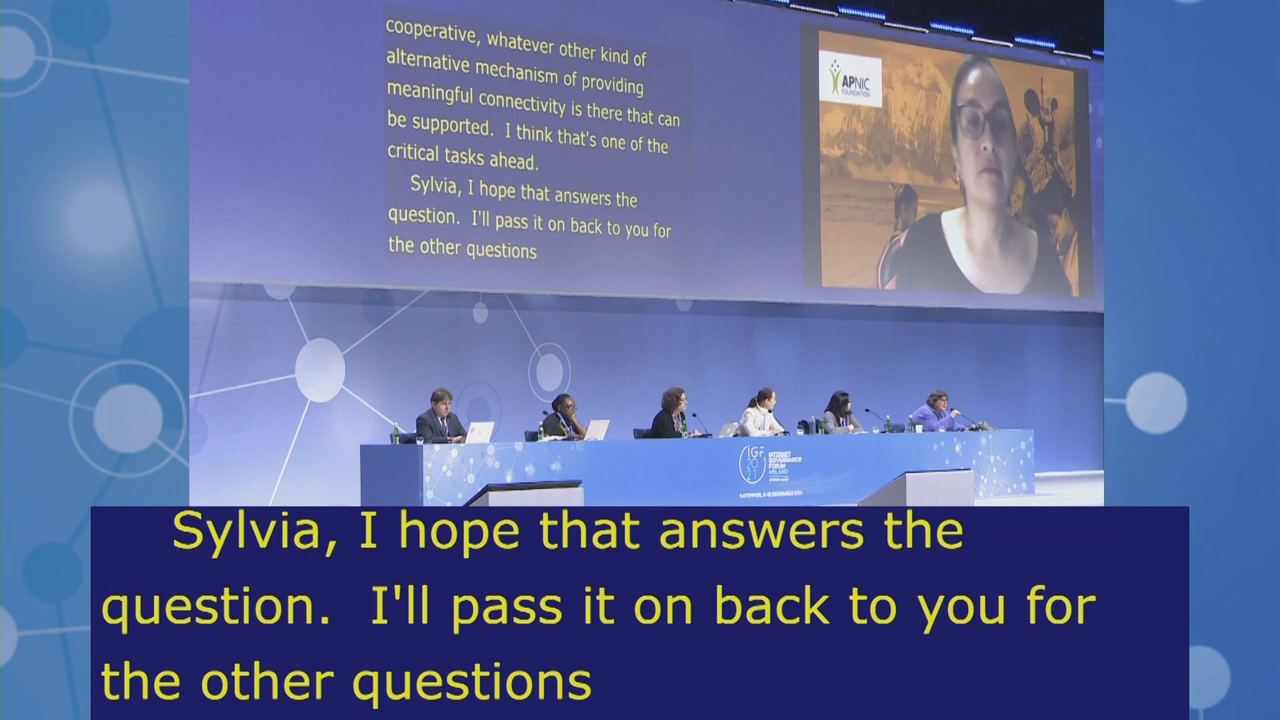 cooperative, whatever other kind of
alternative mechanism of providing
meaningful connectivity is there that can
be supported.  I think that's one of the
critical tasks ahead.
Sylvia, I hope that answers the
question.  I'll pass it on back to you for
the other questions
APNIC
FOUNDATION
IGF
2021
INTERNET
GOVERNANCE
FORUM
Sylvia, I hope that answers the
question.  I'll pass it on back to you for
the other questions